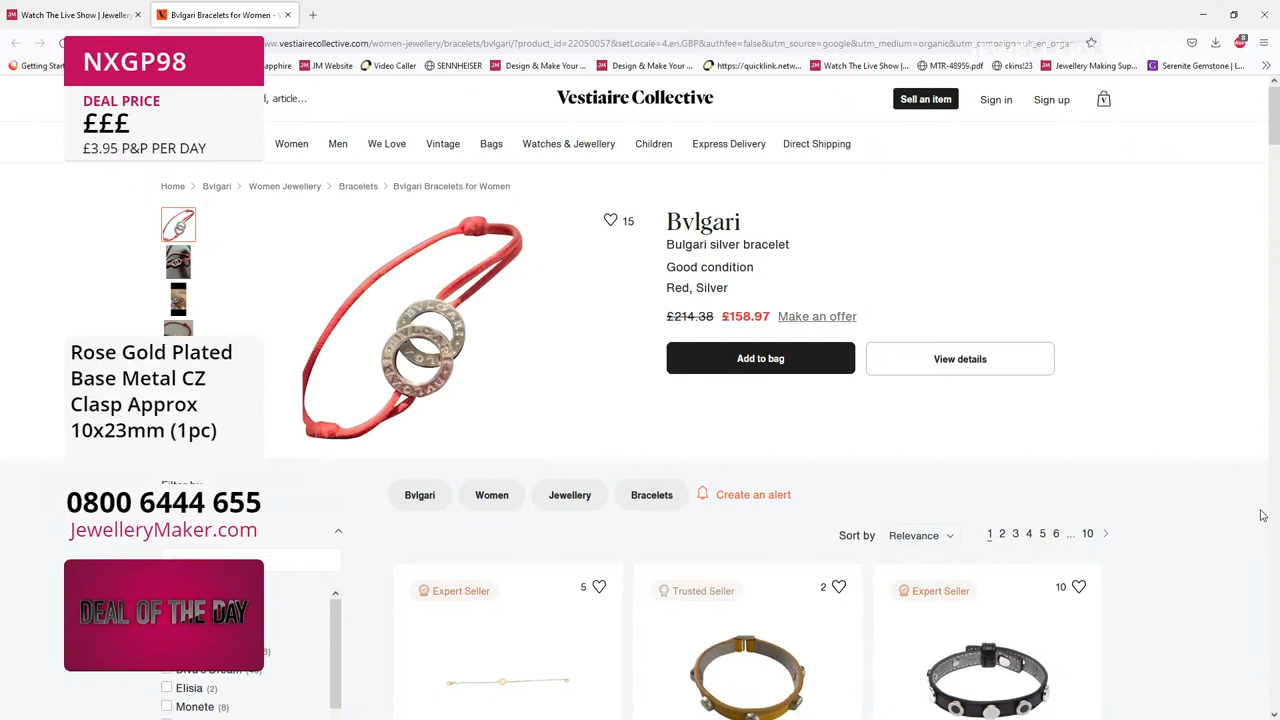 Watch The Live Show | Jewellery
Bvlgari Bracelets for Women -
NXGP98
DEAL PRICE
£££
£3.95 P&P PER DAY
.vestiairecollective.com/women-jewellery/bracelets/bvlgari/?product_id=20500578setLocale=4.en.GB&authfee=false&utm_source=google&utm_medium=organic&utm_campaign=
Getting Star
sapphire
JM Website
Video Caller
SENNHEISER
Design & Make Your ...
Design & Make Your ...
https://quicklink.netw...
Watch The Live Show |...
MTR-48959.pdf
ckins!23
Jewellery Making Sup...
Serenite Gemstone | L...
l, article...
Vestiaire Collective
Sell an item
Sign in
Sign up
Women
Men
We Love
Vintage
Bags
Watches & Jewellery
Children
Express Delivery
Direct Shipping
Home
Bvlgari
Women Jewellery
Bracelets
Bvlgari Bracelets for Women
15
Bvlgari
Bulgari silver bracelet
Good condition
Red, Silver
£214.38 £158.97 Make an offer
Add to bag
View details
Rose Gold Plated
Base Metal CZ
Clasp Approx
10x23mm (1pc)
0800 6444 655
JewelleryMaker.com
DEAL OF THE DAY
Bvlgari
Women
Jewellery
Bracelets
Create an alert
Sort by
Relevance
1 2 3 4 5 6 ... 10
Expert Seller
5
Trusted Seller
2
Expert Seller
10
Elisia (2)
Monete (8)